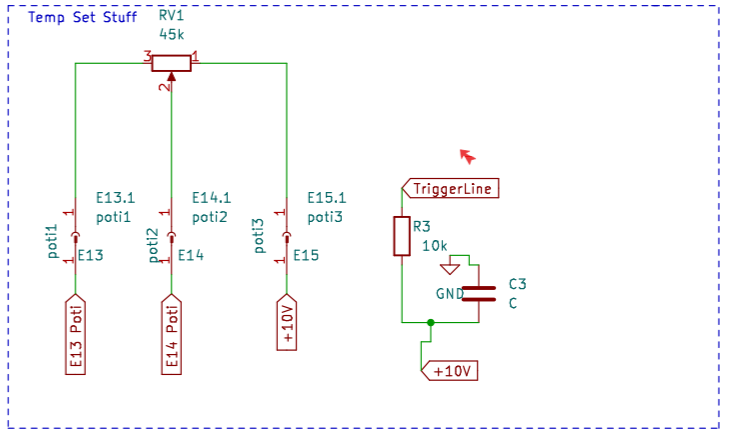 Temp Set Stuff
RV1
45k
3
1
2
E13.1
poti1
E14.1
poti2
E15.1
poti3
1
1
1
poti1
poti2
poti3
1
E13
1
E14
1
E15
E13 Poti
E14 Poti
+10V
TriggerLine
R3
10k
GND
C3
C
+10V